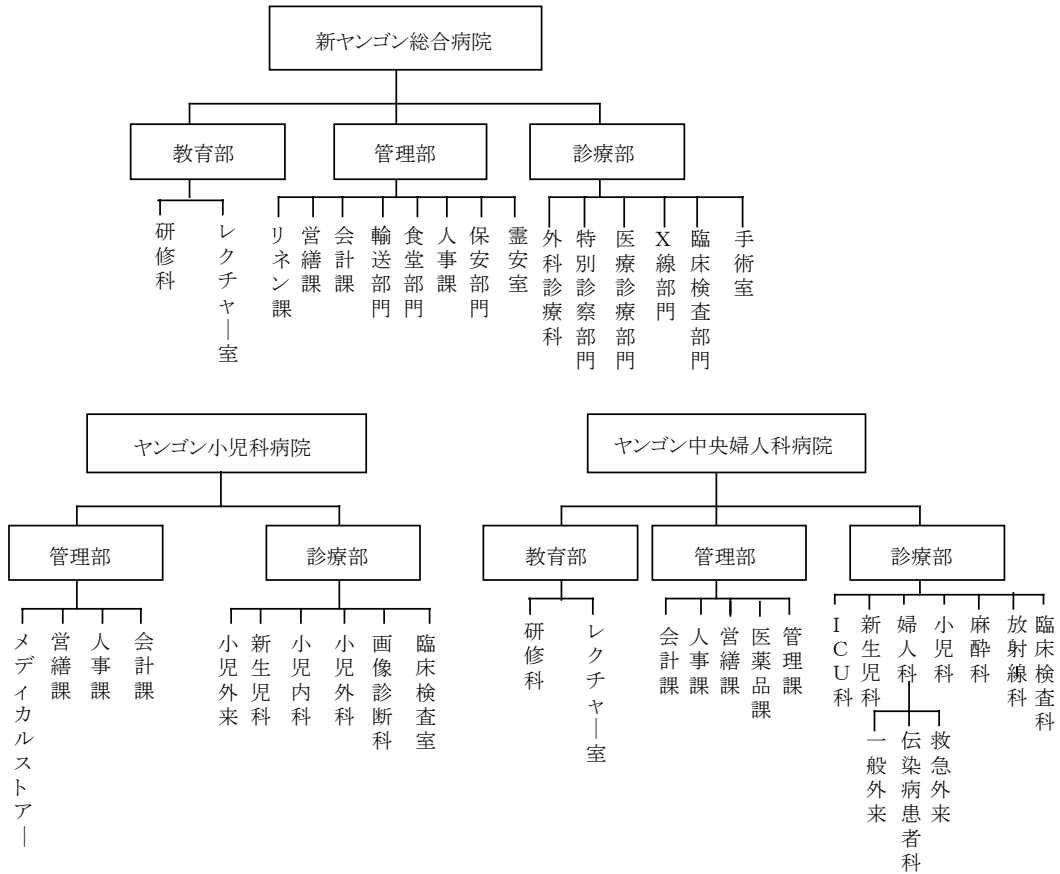 新ヤンゴン総合病院
教育部
管理部
診療部
研修科
レクチャー室
リネン課
営繕課
会計課
輸送部門
食堂部門
人事課
保安部門
霊安室
外科診療科
特別診察部門
医療診療部門
X線部門
臨床検査部門
手術室
ヤンゴン小児科病院
管理部
診療部
メディカルストアー
営繕課
人事課
会計課
小児外来
新生児科
小児内科
小児外科
画像診断科
臨床検査室
ヤンゴン中央婦人科病院
教育部
管理部
診療部
研修科
レクチャー室
会計課
人事課
営繕課
医薬品課
管理課
ICU科
新生児科
婦人科
小児科
麻酔科
放射線科
臨床検査科
一般外来
伝染病患者科
救急外来